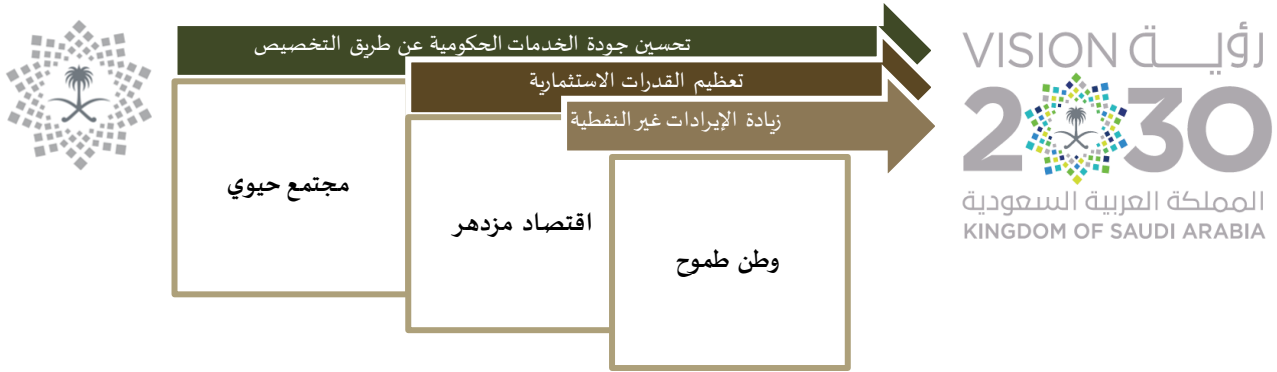 تحسين جودة الخدمات الحكومية عن طريق التخصيص
تعظيم القدرات الاستثمارية
زيادة الإيرادات غير النفطية
مجتمع حيوي
اقتصاد مزدهر
وطن طموح
VISION رؤيــــة
2030
المملكة العربية السعودية
KINGDOM OF SAUDI ARABIA